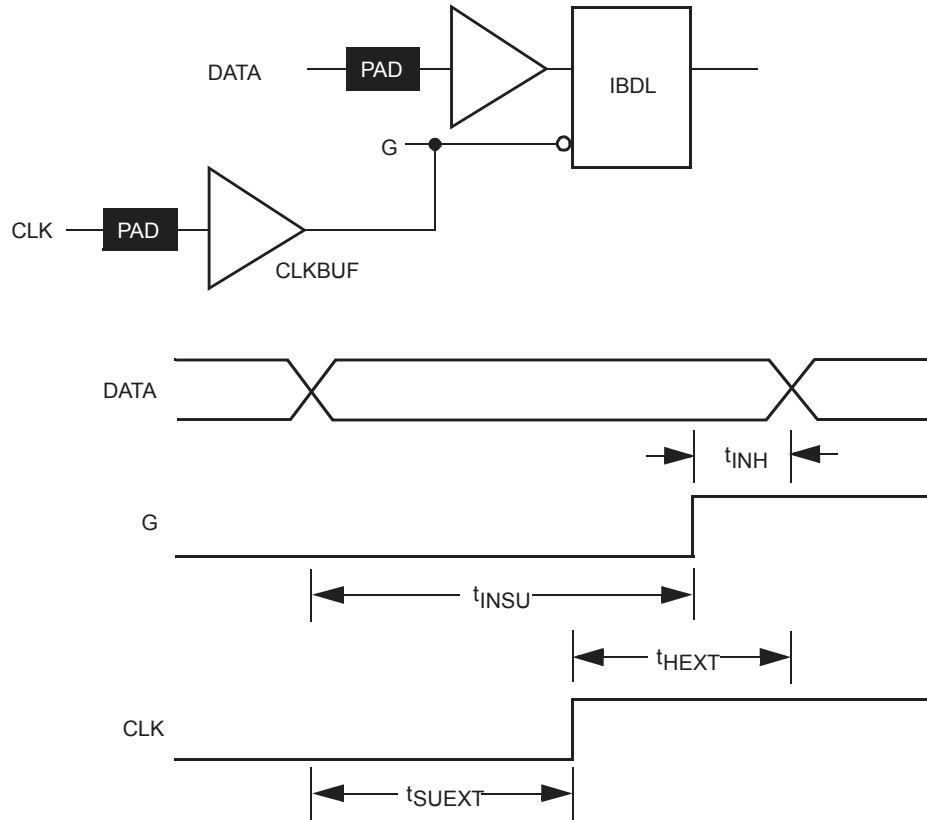 DATA
PAD
IBDL
G
CLK
PAD
CLKBUF
DATA
tINH
G
tINSU
tHEXT
CLK
tSUEXT